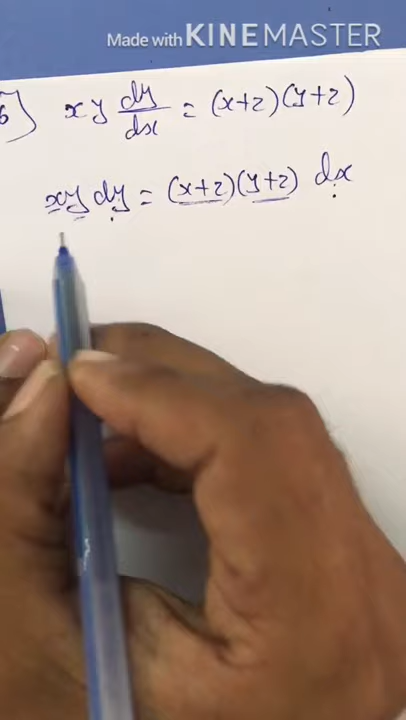 Made with KINEMASTER
6) xy dy/dx = (x+2)(y+2)
xy dy = (x+2)(y+2) dx